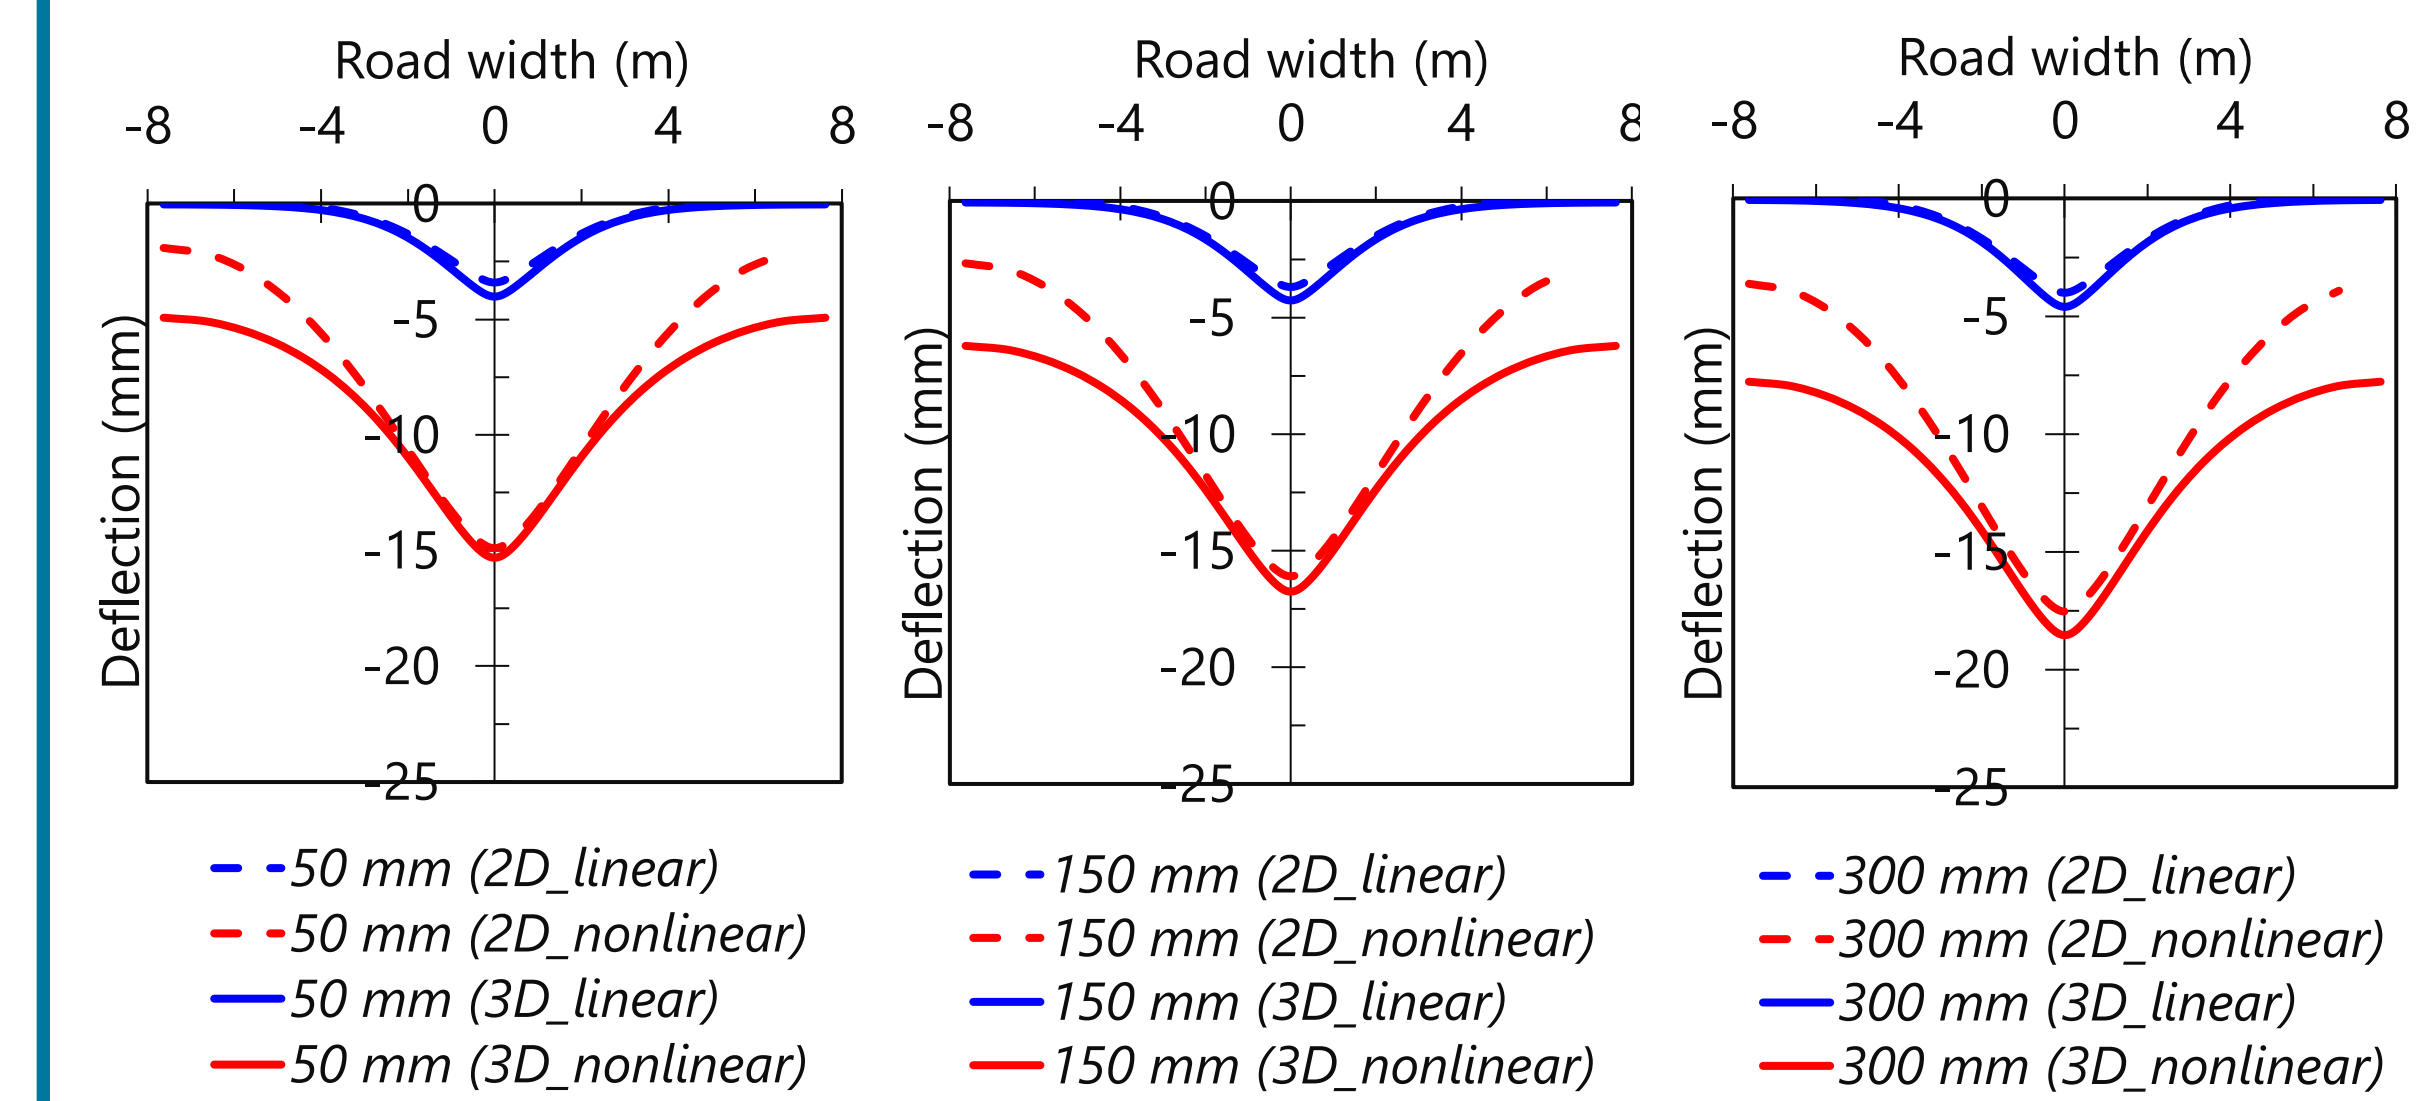 Road width (m)
-8 -4 0 4 8
0
-5
-10
-15
-20
-25
Deflection (mm)
50 mm (2D_linear)
50 mm (2D_nonlinear)
50 mm (3D_linear)
50 mm (3D_nonlinear)
Road width (m)
-8 -4 0 4 8
0
-5
-10
-15
-20
-25
Deflection (mm)
150 mm (2D_linear)
150 mm (2D_nonlinear)
150 mm (3D_linear)
150 mm (3D_nonlinear)
Road width (m)
-8 -4 0 4 8
0
-5
-10
-15
-20
-25
Deflection (mm)
300 mm (2D_linear)
300 mm (2D_nonlinear)
300 mm (3D_linear)
300 mm (3D_nonlinear)